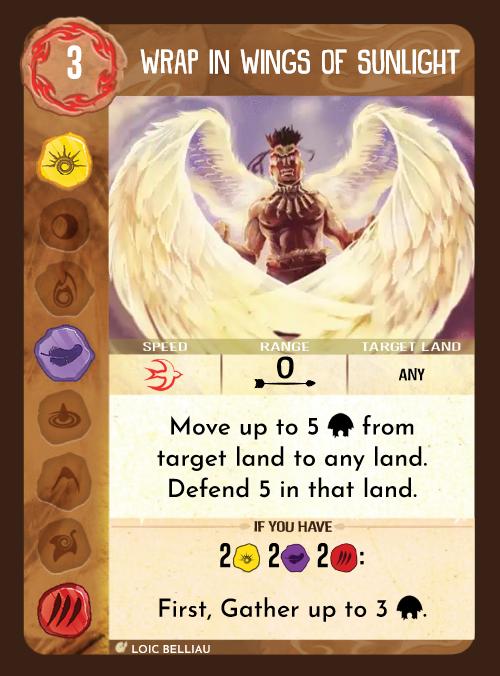 3 WRAP IN WINGS OF SUNLIGHT
SPEED RANGE TARGET LAND
0 ANY
Move up to 5 from
target land to any land.
Defend 5 in that land.
IF YOU HAVE
2 2 2 :
First, Gather up to 3 .
LOIC BELLIAU